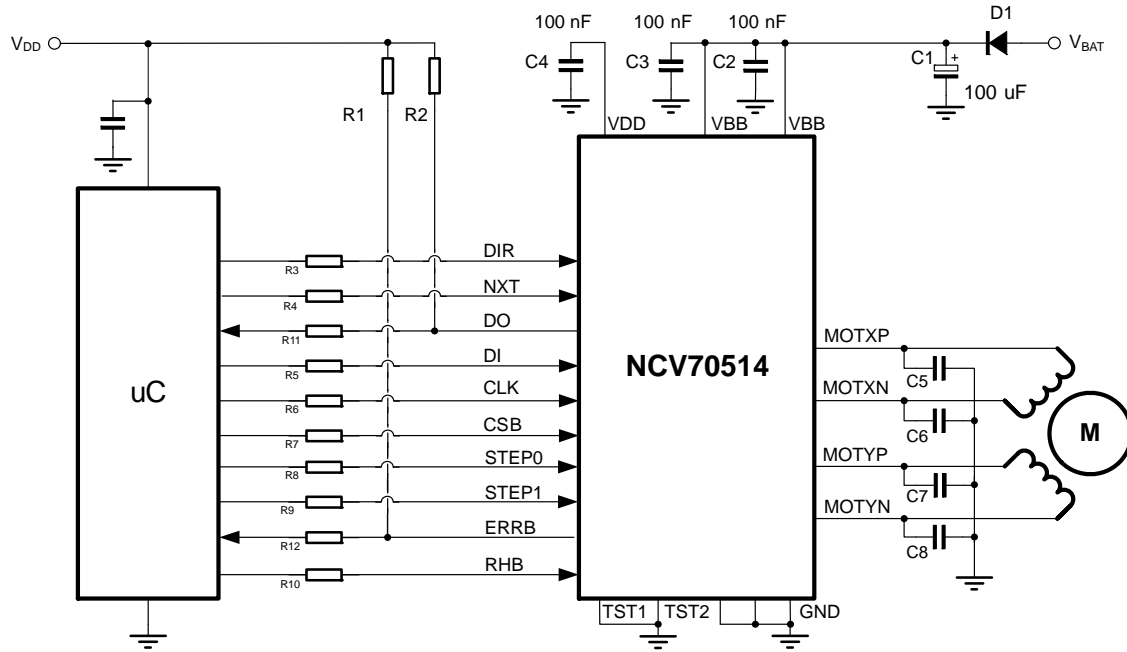 100 nF
100 nF
100 nF
D1
VDD
C4
C3
C2
C1
+
VBAT
100 uF
R1
R2
VDD
VBB
VBB
DIR
R3
NXT
R4
DO
R11
DI
R5
CLK
R6
CSB
R7
STEP0
R8
STEP1
R9
ERRB
R12
RHB
R10
uC
NCV70514
MOTXP
C5
MOTXN
C6
MOTYP
C7
MOTYN
C8
M
TST1
TST2
GND